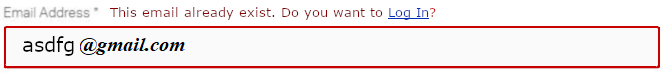 Email Address * This email already exist. Do you want to Log In?
asdfg @gmail.com